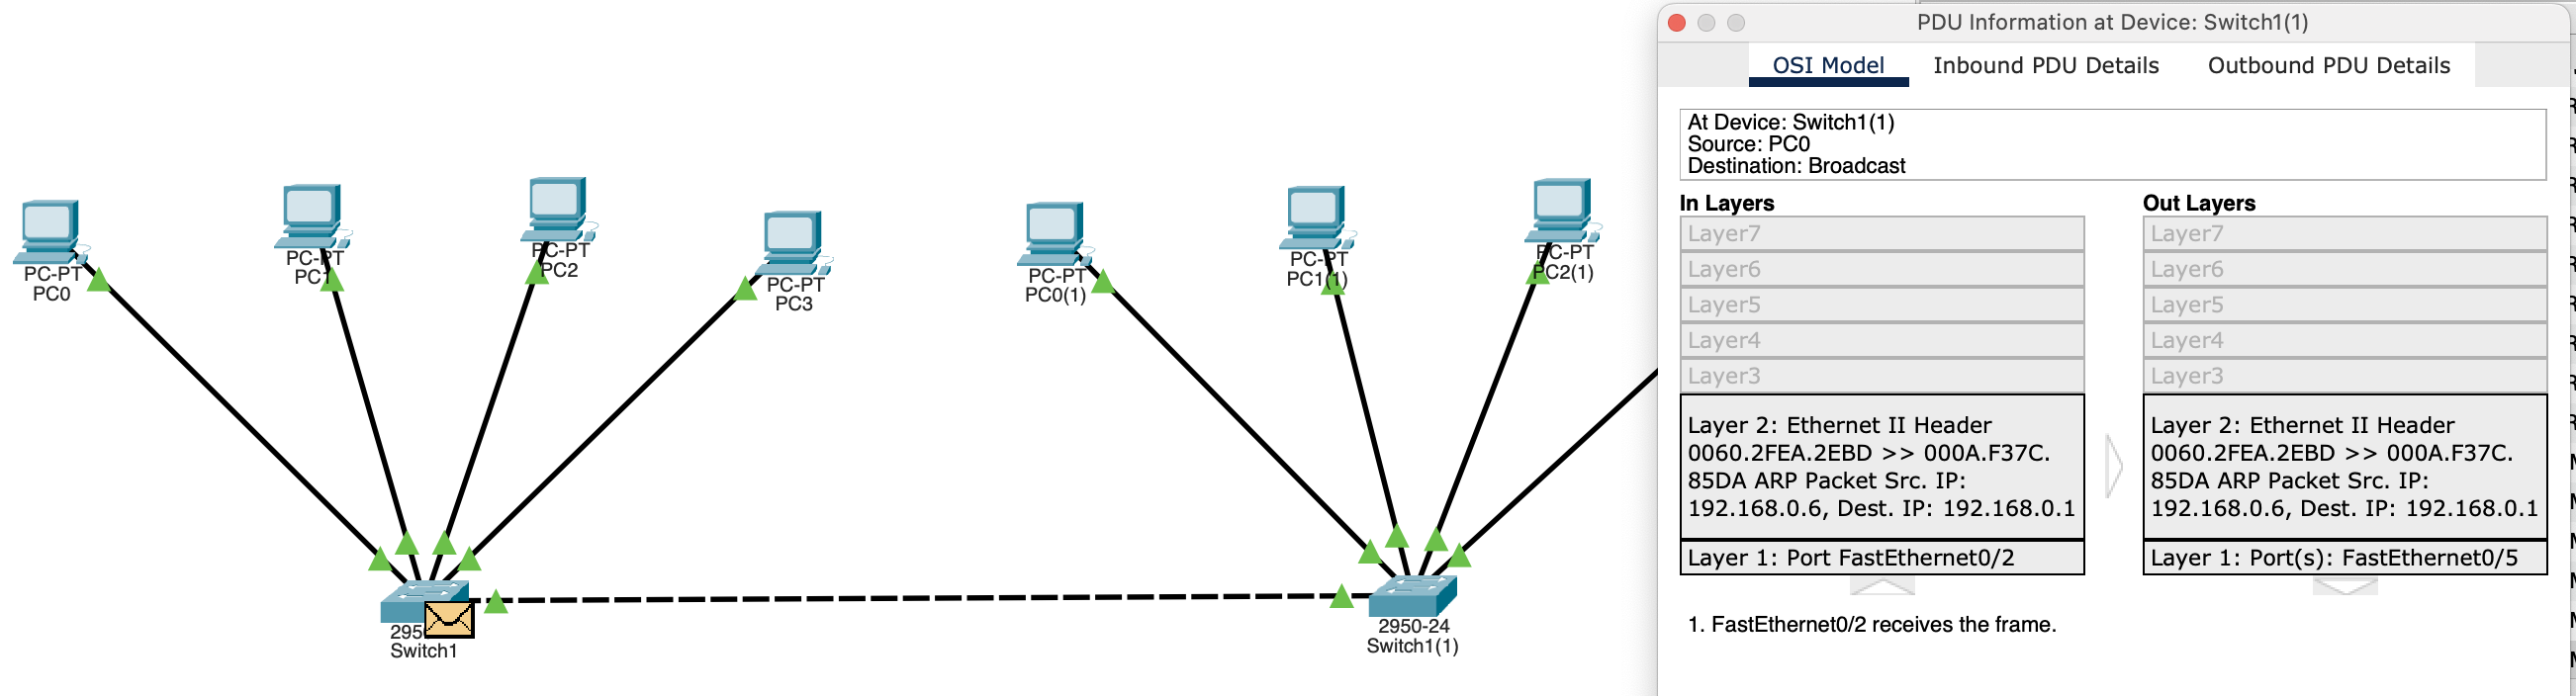 PC-PT
PC0
PC-PT
PC1
PC-PT
PC2
PC-PT
PC3
PC-PT
PC0(1)
PC-PT
PC1(1)
PC-PT
PC2(1)
Switch1
2950-24
Switch1(1)
PDU Information at Device: Switch1(1)
OSI Model Inbound PDU Details Outbound PDU Details
At Device: Switch1(1)
Source: PC0
Destination: Broadcast
In Layers
Layer7
Layer6
Layer5
Layer4
Layer3
Layer 2: Ethernet II Header
0060.2FEA.2EBD >> 000A.F37C.
85DA ARP Packet Src. IP:
192.168.0.6, Dest. IP: 192.168.0.1
Layer 1: Port FastEthernet0/2
Out Layers
Layer7
Layer6
Layer5
Layer4
Layer3
Layer 2: Ethernet II Header
0060.2FEA.2EBD >> 000A.F37C.
85DA ARP Packet Src. IP:
192.168.0.6, Dest. IP: 192.168.0.1
Layer 1: Port(s): FastEthernet0/5
1. FastEthernet0/2 receives the frame.